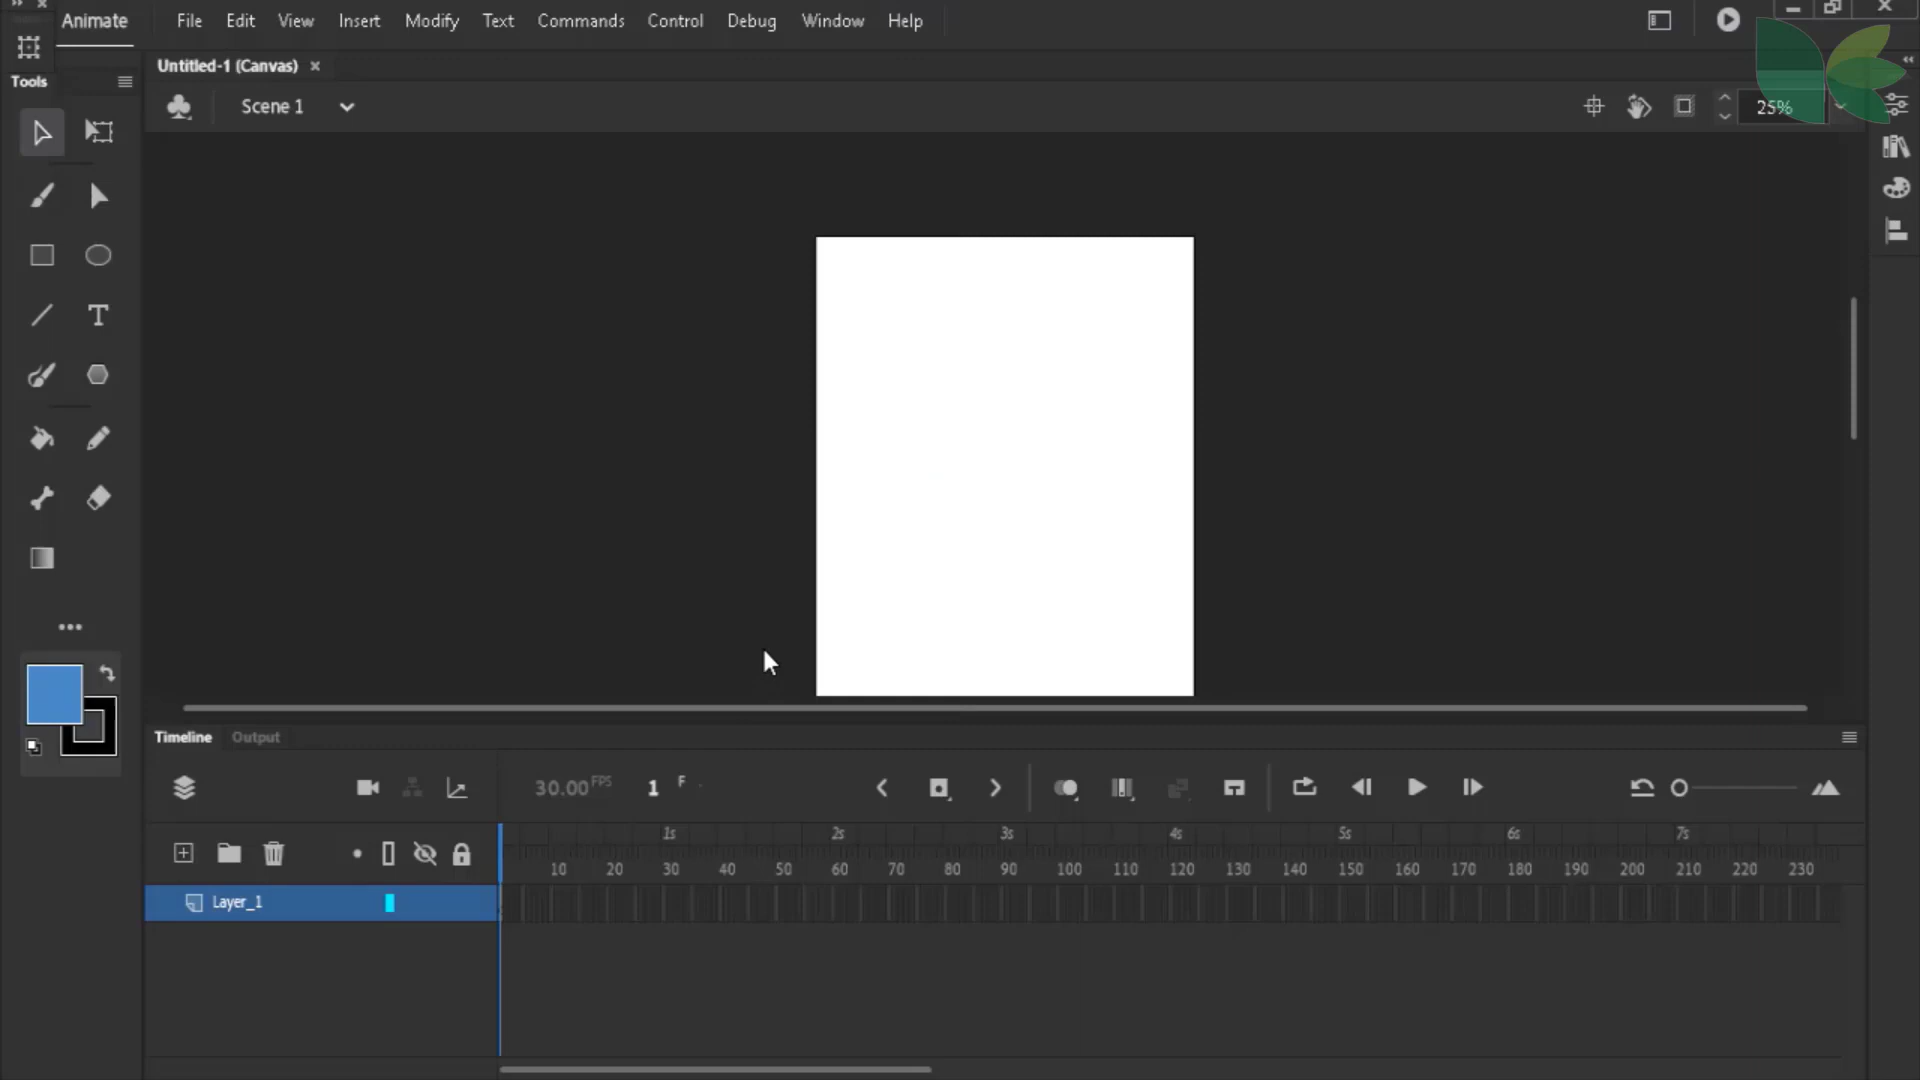 Animate File Edit View Insert Modify Text Commands Control Debug Window Help
Tools
Untitled-1 (Canvas)
Scene 1
25%
Timeline Output
30.00 FPS 1 F
1s 2s 3s 4s 5s 6s 7s
10 20 30 40 50 60 70 80 90 100 110 120 130 140 150 160 170 180 190 200 210 220 230
Layer_1